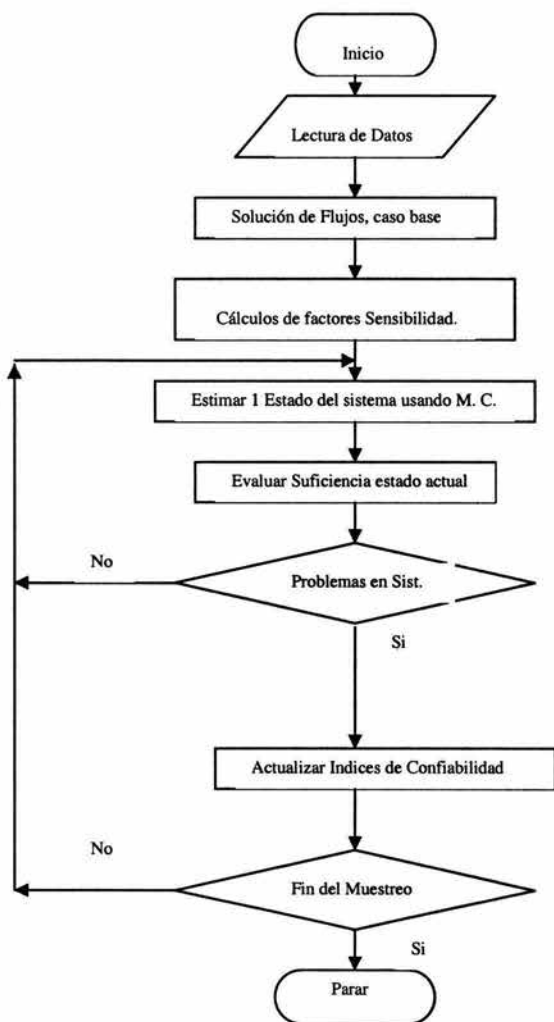 Inicio
Lectura de Datos
Solución de Flujos, caso base
Cálculos de factores Sensibilidad.
Estimar 1 Estado del sistema usando M. C.
Evaluar Suficiencia estado actual
No
Problemas en Sist.
Si
Actualizar Indices de Confiabilidad
No
Fin del Muestreo
Si
Parar